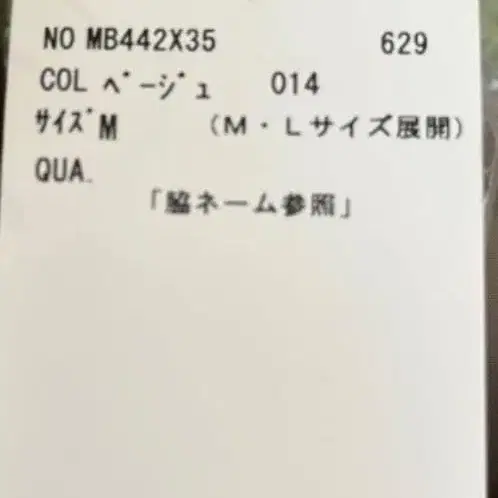 NO MB442X35 629
COL ﾍﾞｰｼﾞｭ 014
ｻｲｽﾞM (M・Lサイズ展開)
QUA.
「脇ネーム参照」